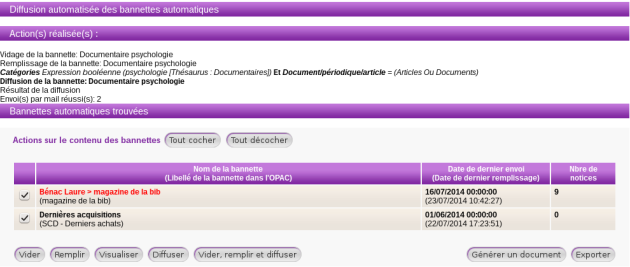 Diffusion automatisée des bannettes automatiques
Action(s) réalisée(s) :
Vidage de la bannette: Documentaire psychologie
Remplissage de la bannette: Documentaire psychologie
Catégories Expression booléenne (psychologie [Thésaurus : Documentaires]) Et Document/périodique/article = (Articles Ou Documents)
Diffusion de la bannette: Documentaire psychologie
Résultat de la diffusion
Envoi(s) par mail réussi(s): 2
Bannettes automatiques trouvées
Actions sur le contenu des bannettes Tout cocher Tout décocher
Nom de la bannette Date de dernier envoi Nbre de
(Libellé de la bannette dans l'OPAC) (Date de dernier remplissage) notices
Bénac Laure > magazine de la bib 16/07/2014 00:00:00 9
(magazine de la bib) (23/07/2014 10:42:27)
Dernières acquisitions 01/06/2014 00:00:00 0
(SCD - Derniers achats) (22/07/2014 17:23:51)
Vider Remplir Visualiser Diffuser Vider, remplir et diffuser Générer un document Exporter